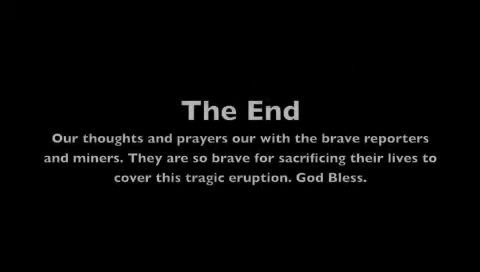 The End
Our thoughts and prayers our with the brave reporters
and miners. They are so brave for sacrificing their lives to
cover this tragic eruption. God Bless.